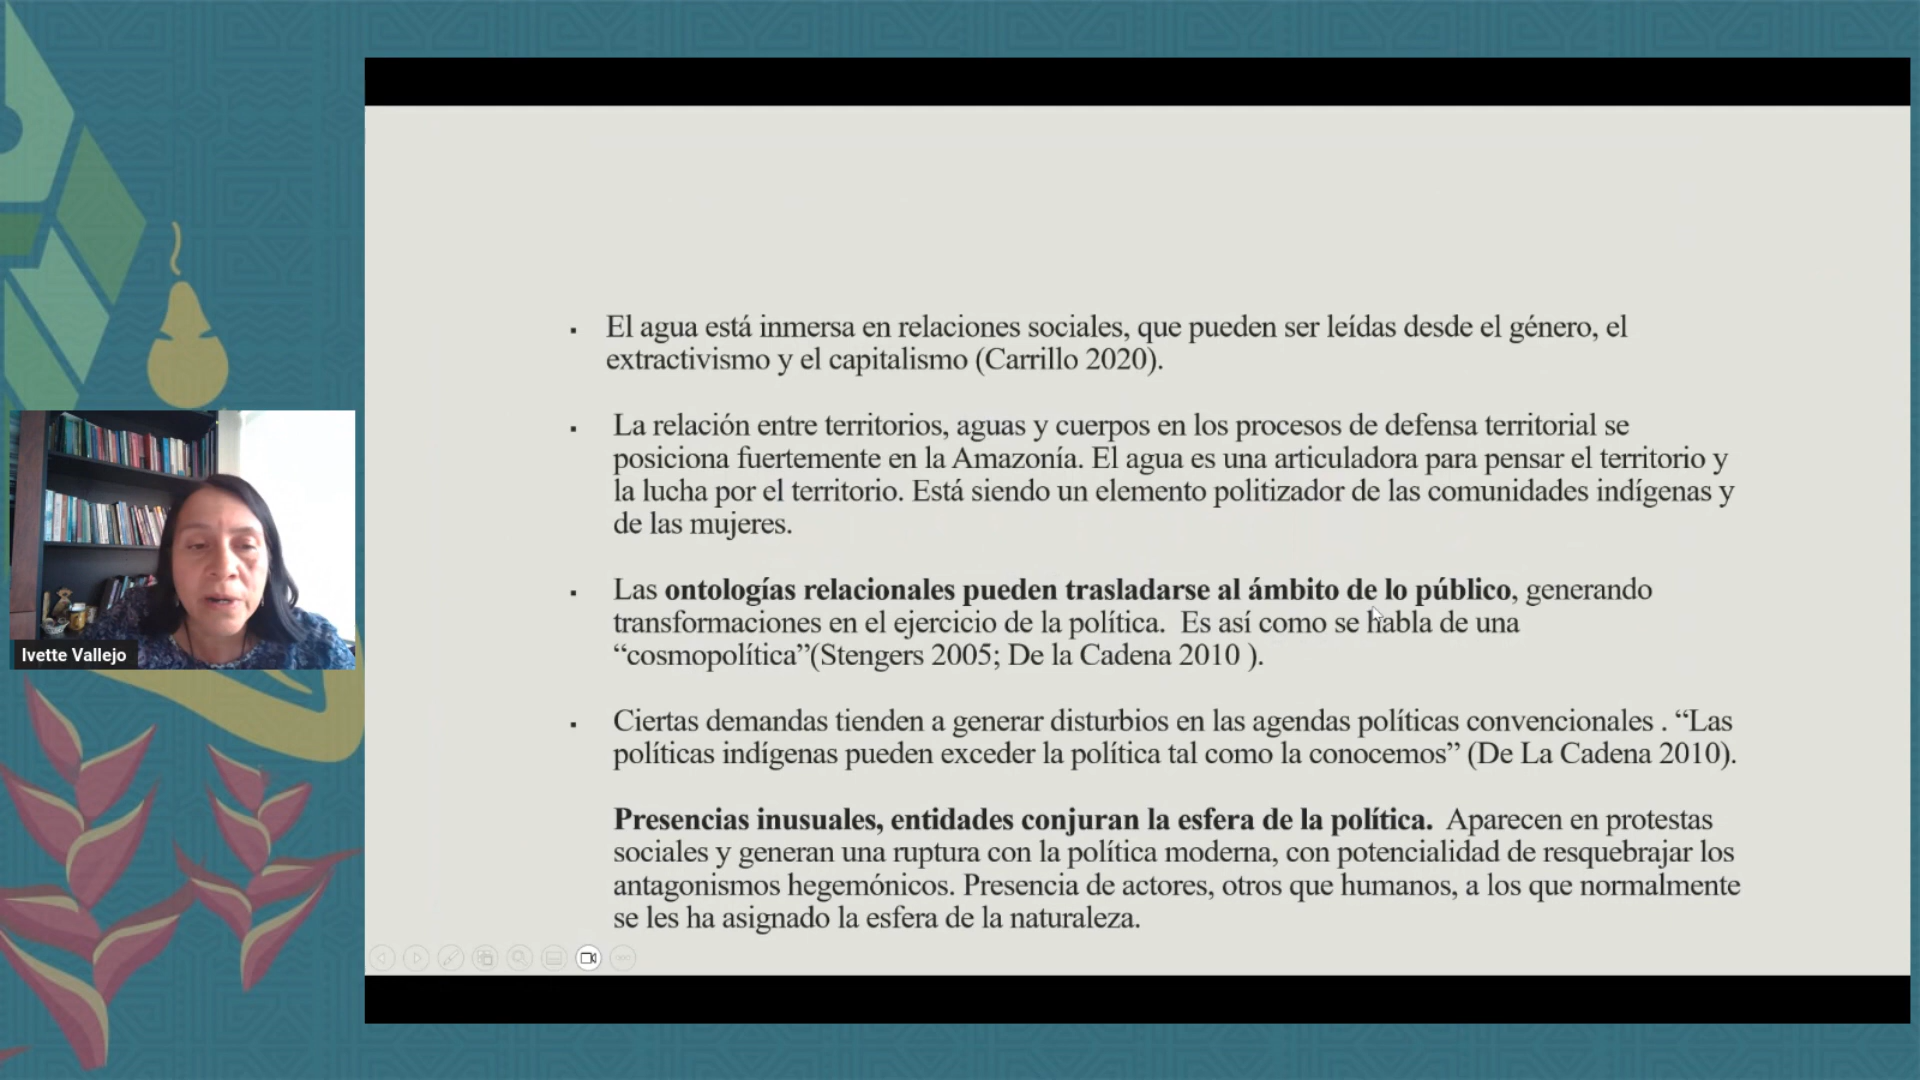 El agua está inmersa en relaciones sociales, que pueden ser leídas desde el género, el
extractivismo y el capitalismo (Carrillo 2020).
La relación entre territorios, aguas y cuerpos en los procesos de defensa territorial se
posiciona fuertemente en la Amazonía. El agua es una articuladora para pensar el territorio y
la lucha por el territorio. Está siendo un elemento politizador de las comunidades indígenas y
de las mujeres.
Las ontologías relacionales pueden trasladarse al ámbito de lo público, generando
transformaciones en el ejercicio de la política.  Es así como se habla de una
“cosmopolítica”(Stengers 2005; De la Cadena 2010 ).
Ciertas demandas tienden a generar disturbios en las agendas políticas convencionales . “Las
políticas indígenas pueden exceder la política tal como la conocemos” (De La Cadena 2010).
Presencias inusuales, entidades conjuran la esfera de la política.  Aparecen en protestas
sociales y generan una ruptura con la política moderna, con potencialidad de resquebrajar los
antagonismos hegemónicos. Presencia de actores, otros que humanos, a los que normalmente
se les ha asignado la esfera de la naturaleza.
Ivette Vallejo